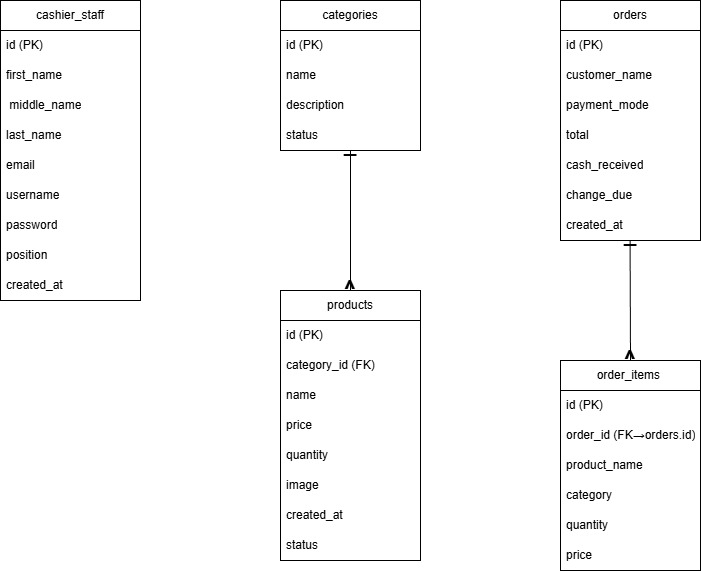 cashier_staff
id (PK)
first_name
middle_name
last_name
email
username
password
position
created_at
categories
id (PK)
name
description
status
products
id (PK)
category_id (FK)
name
price
quantity
image
created_at
status
orders
id (PK)
customer_name
payment_mode
total
cash_received
change_due
created_at
order_items
id (PK)
order_id (FK→orders.id)
product_name
category
quantity
price